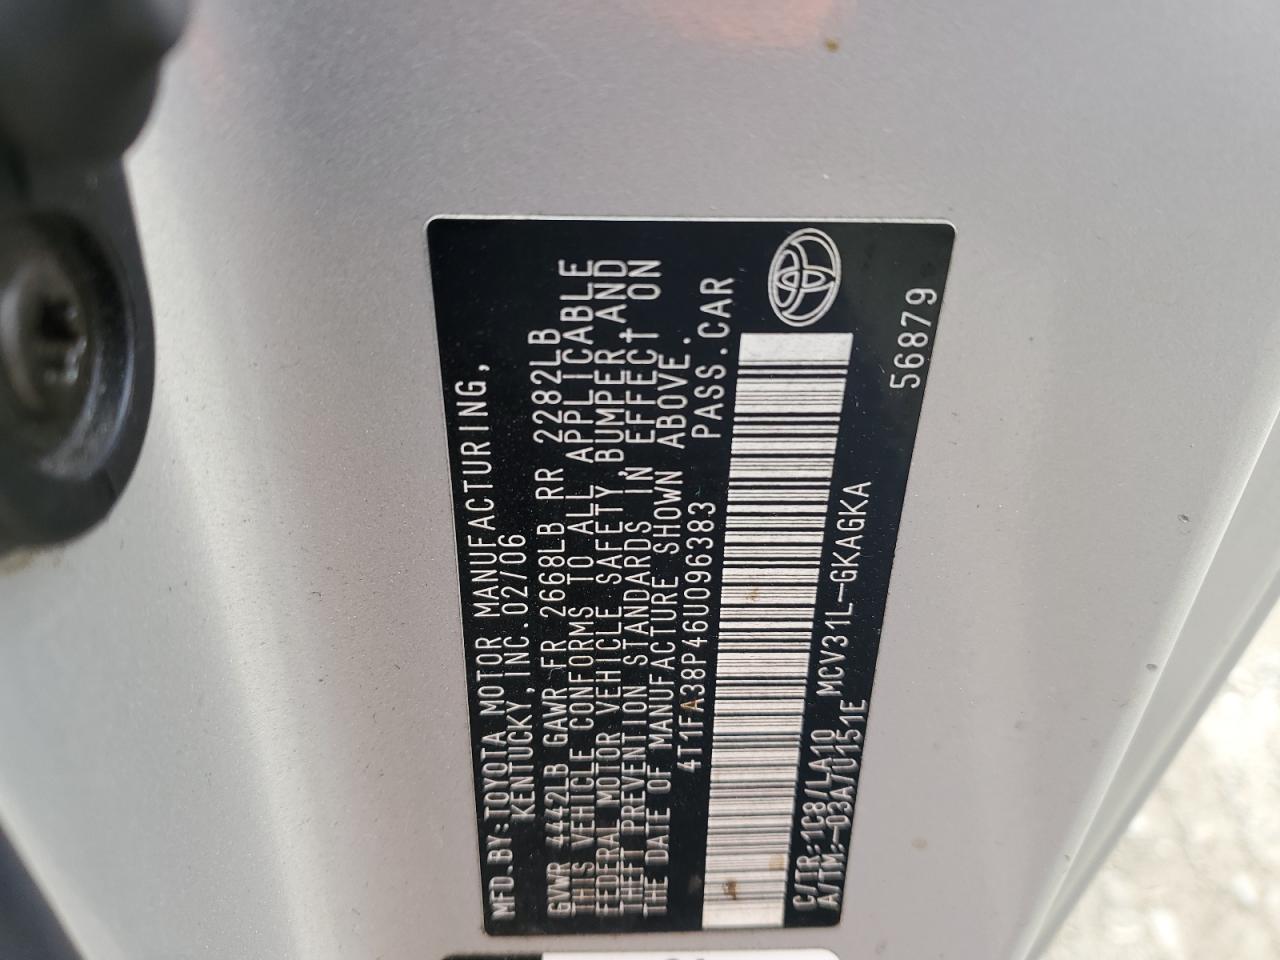 MFD.BY:TOYOTA MOTOR MANUFACTURING,
KENTUCKY, INC.02/06
GVWR 4442LB GAWR FR 2668LB RR 2282LB
THIS VEHICLE CONFORMS TO ALL APPLICABLE
FEDERAL MOTOR VEHICLE SAFETY,BUMPER,AND
THEFT PREVENTION STANDARDS IN EFFECT ON
THE DATE OF MANUFACTURE SHOWN ABOVE.
4T1FA38P46U096383 PASS.CAR
C/TR:1C8/LA10 MCV31L-GKAGKA
A/TM:-03A/U151E
56879